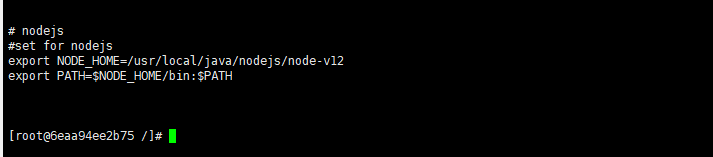 # nodejs
#set for nodejs
export NODE_HOME=/usr/local/java/nodejs/node-v12
export PATH=$NODE_HOME/bin:$PATH
[root@6eaa94ee2b75 /]#